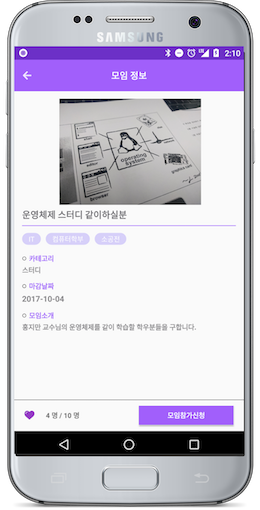 SAMSUNG
2:10
모임 정보
operating
system
browser
운영체제 스터디 같이하실분
IT
컴퓨터학부
소공전
카테고리
스터디
마감날짜
2017-10-04
모임소개
홍지만 교수님의 운영체제를 같이 학습할 학우분들을 구합니다.
4 명 / 10 명
모임참가신청